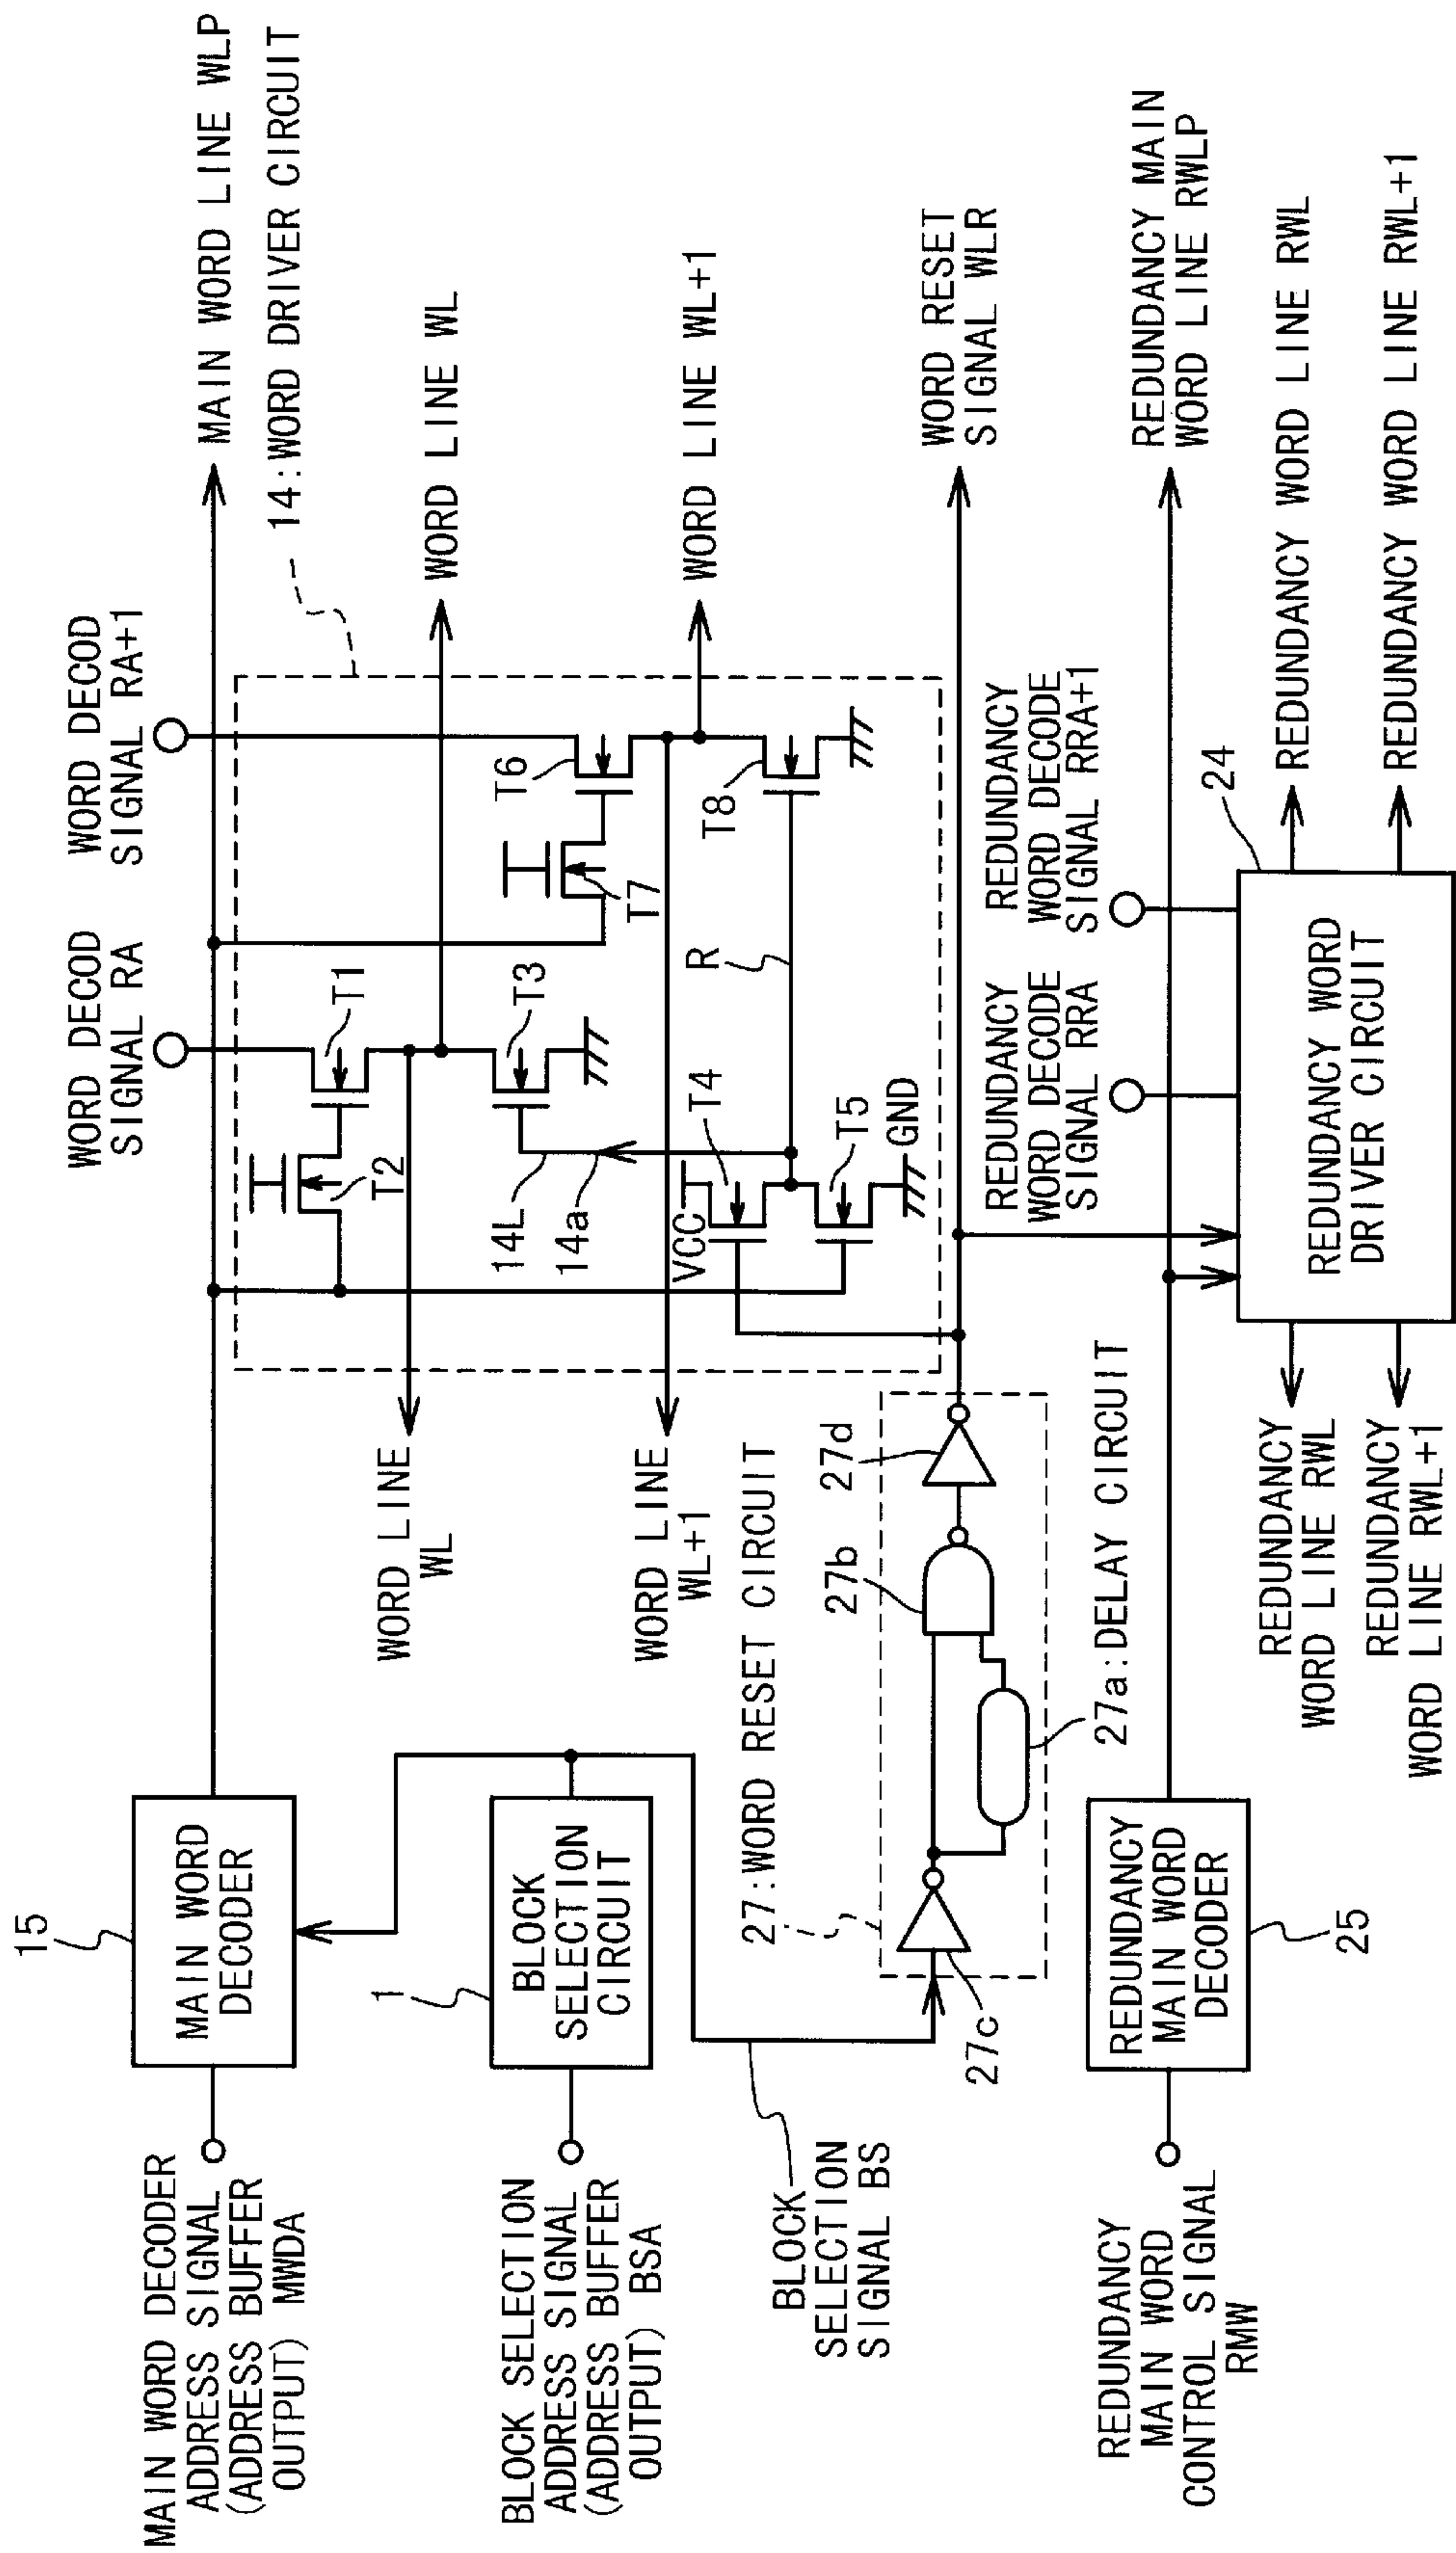 15
MAIN WORD
DECODER
MAIN WORD DECODER
ADDRESS SIGNAL
(ADDRESS BUFFER
OUTPUT) MWDA
1
BLOCK
SELECTION
CIRCUIT
BLOCK SELECTION
ADDRESS SIGNAL
(ADDRESS BUFFER
OUTPUT) BSA
BLOCK
SELECTION
SIGNAL BS
REDUNDANCY
MAIN WORD
CONTROL SIGNAL
RMW
REDUNDANCY
MAIN WORD
DECODER
25
27:WORD RESET CIRCUIT
27c
27b
27d
27a:DELAY CIRCUIT
WORD LINE
WL
WORD LINE
WL+1
WORD DECOD
SIGNAL RA
WORD DECOD
SIGNAL RA+1
MAIN WORD LINE WLP
14:WORD DRIVER CIRCUIT
T1
T2
T3
14L
14a
VCC
T4
T5
GND
R
T6
T7
T8
WORD LINE WL
WORD LINE WL+1
WORD RESET
SIGNAL WLR
REDUNDANCY MAIN
WORD LINE RWLP
REDUNDANCY
WORD DECODE
SIGNAL RRA
REDUNDANCY
WORD DECODE
SIGNAL RRA+1
24
REDUNDANCY WORD
DRIVER CIRCUIT
REDUNDANCY
WORD LINE RWL
REDUNDANCY
WORD LINE RWL+1
REDUNDANCY WORD LINE RWL
REDUNDANCY WORD LINE RWL+1